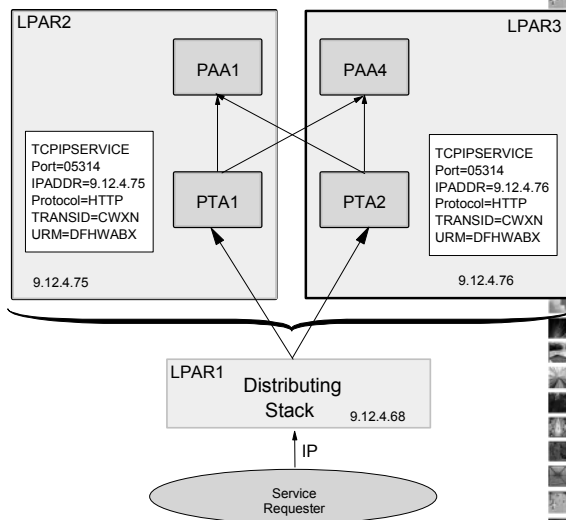 LPAR2
LPAR3
PAA1
PAA4
TCPIPSERVICE
Port=05314
IPADDR=9.12.4.75
Protocol=HTTP
TRANSID=CWXN
URM=DFHWABX
TCPIPSERVICE
Port=05314
IPADDR=9.12.4.76
Protocol=HTTP
TRANSID=CWXN
URM=DFHWABX
PTA1
PTA2
9.12.4.75
9.12.4.76
LPAR1
Distributing
Stack
9.12.4.68
IP
Service
Requester